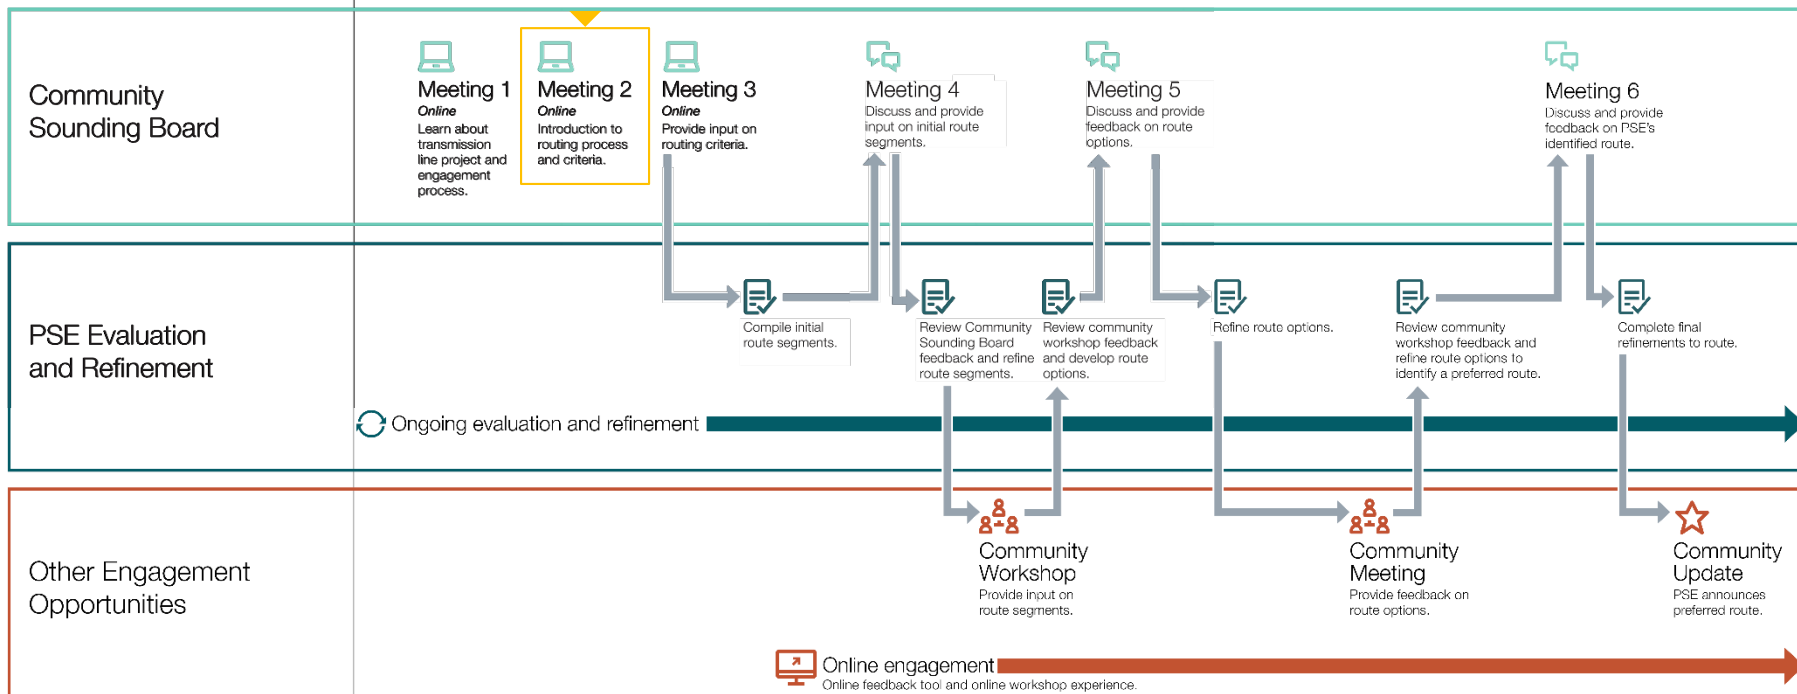 Community
Sounding Board
Meeting 1
Online
Learn about
transmission
line project and
engagement
process.
Meeting 2
Online
Introduction to
routing process
and criteria.
Meeting 3
Online
Provide input on
routing criteria.
Meeting 4
Discuss and provide
input on initial route
segments.
Meeting 5
Discuss and provide
feedback on route
options.
Meeting 6
Discuss and provide
feedback on PSE's
identified route.
PSE Evaluation
and Refinement
Compile initial
route segments.
Review Community
Sounding Board
feedback and refine
route segments.
Review community
workshop feedback
and develop route
options.
Refine route options.
Review community
workshop feedback and
refine route options to
identify a preferred route.
Complete final
refinements to route.
Ongoing evaluation and refinement
Other Engagement
Opportunities
Community
Workshop
Provide input on
route segments.
Community
Meeting
Provide feedback on
route options.
Community
Update
PSE announces
preferred route.
Online engagement
Online feedback tool and online workshop experience.